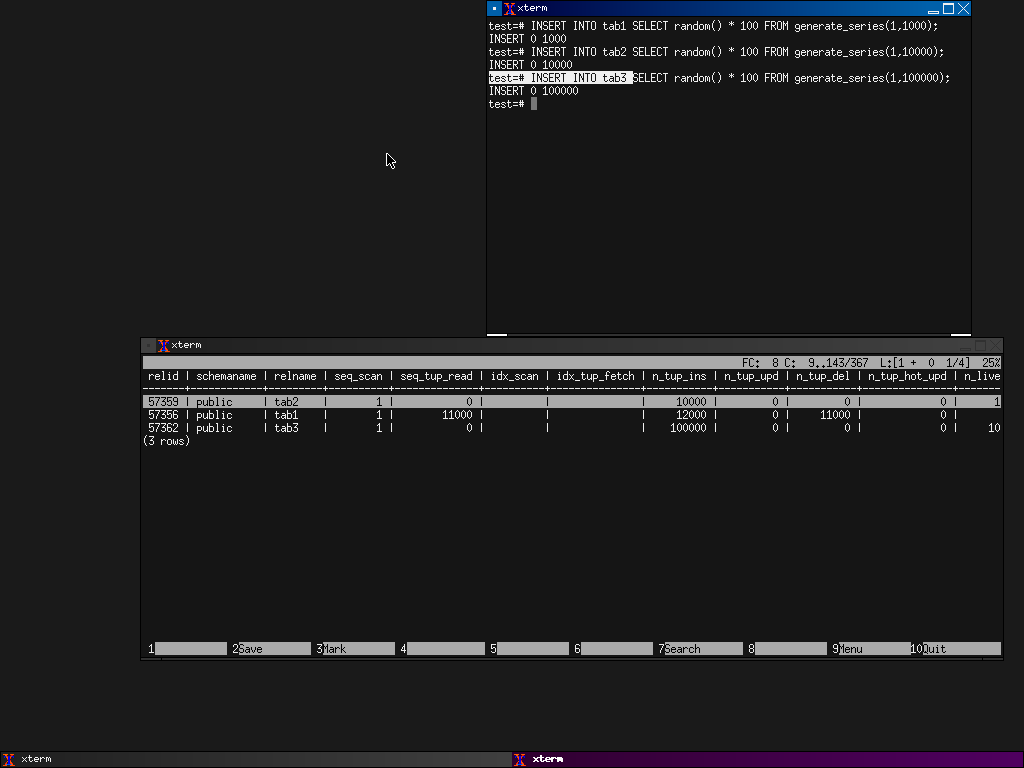 xterm
test=# INSERT INTO tab1 SELECT random() * 100 FROM generate_series(1,1000);
INSERT 0 1000
test=# INSERT INTO tab2 SELECT random() * 100 FROM generate_series(1,10000);
INSERT 0 10000
test=# INSERT INTO tab3 SELECT random() * 100 FROM generate_series(1,100000);
INSERT 0 100000
test=#
xterm
FC: 8 C: 9..143/367 L:[1 + 0 1/4] 25%
relid | schemaname | relname | seq_scan | seq_tup_read | idx_scan | idx_tup_fetch | n_tup_ins | n_tup_upd | n_tup_del | n_tup_hot_upd | n_live
57359 | public | tab2 | 1 | 0 | | | 10000 | 0 | 0 | 0 | 1
57356 | public | tab1 | 1 | 11000 | | | 12000 | 0 | 11000 | 0 |
57362 | public | tab3 | 1 | 0 | | | 100000 | 0 | 0 | 0 | 10
(3 rows)
1 2Save 3Mark 4 5 6 7Search 8 9Menu 10Quit
xterm xterm